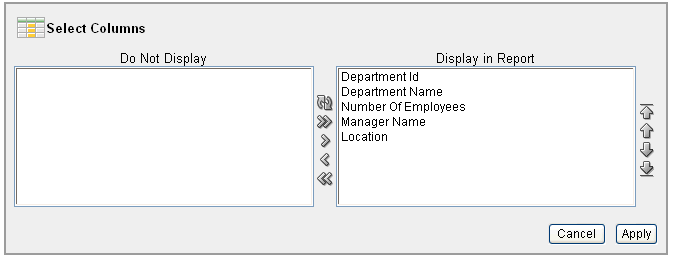 Select Columns
Do Not Display
Display in Report
Department Id
Department Name
Number Of Employees
Manager Name
Location
Cancel
Apply